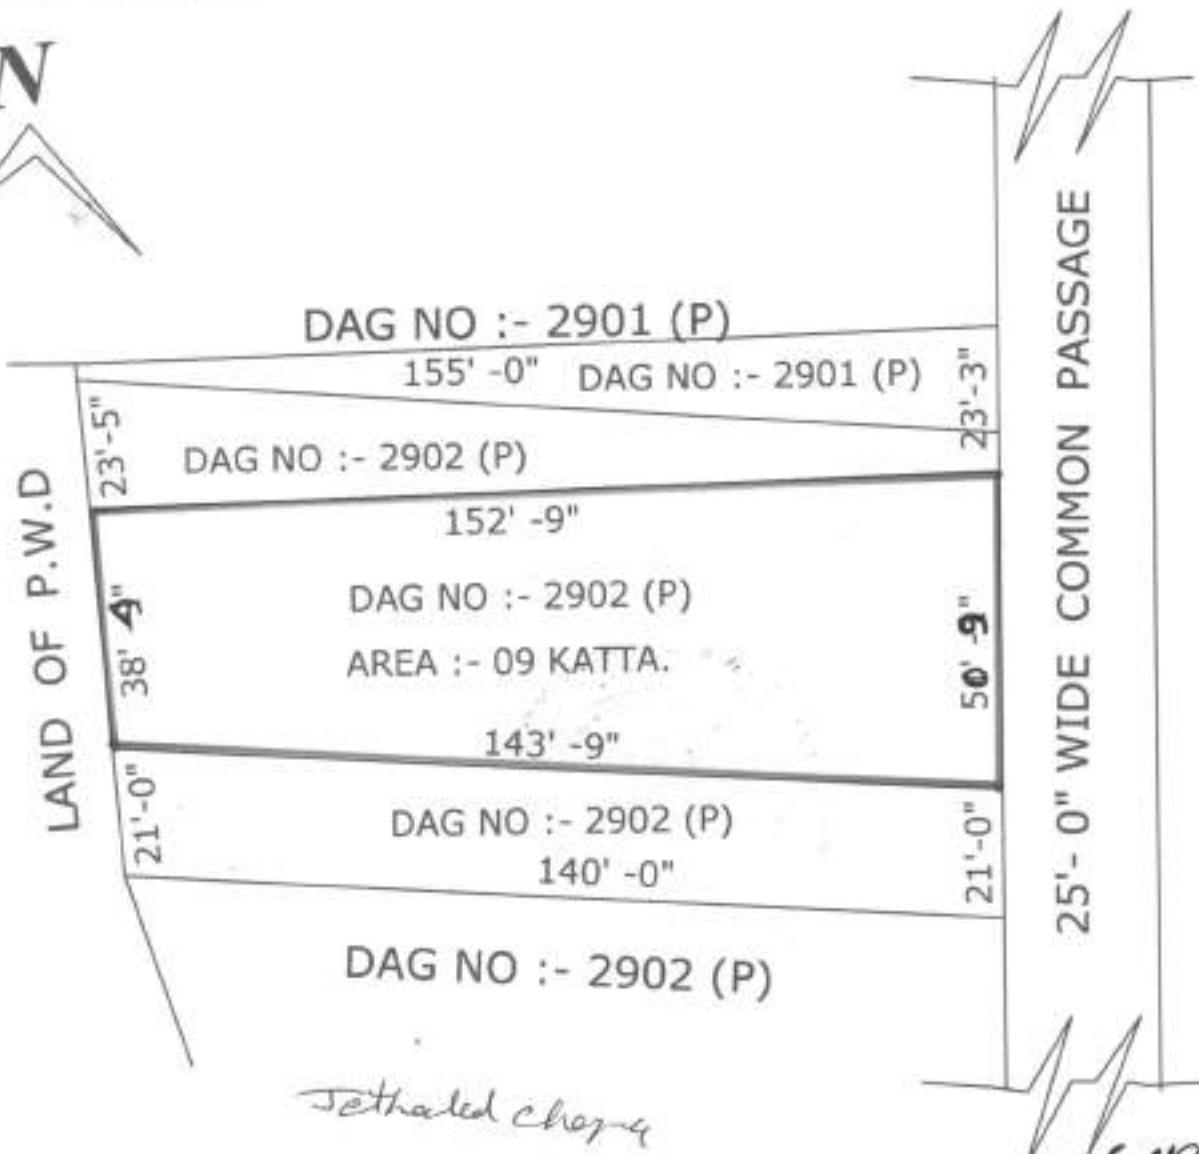 N
DAG NO :- 2901 (P)
155' -0"
DAG NO :- 2901 (P)
23'-3"
23'-5"
DAG NO :- 2902 (P)
152' -9"
LAND OF P.W.D
DAG NO :- 2902 (P)
38'
50' -9"
AREA :- 09 KATTA.
143' -9"
25'- 0" WIDE COMMON PASSAGE
21'-0"
DAG NO :- 2902 (P)
21'-0"
140' -0"
DAG NO :- 2902 (P)